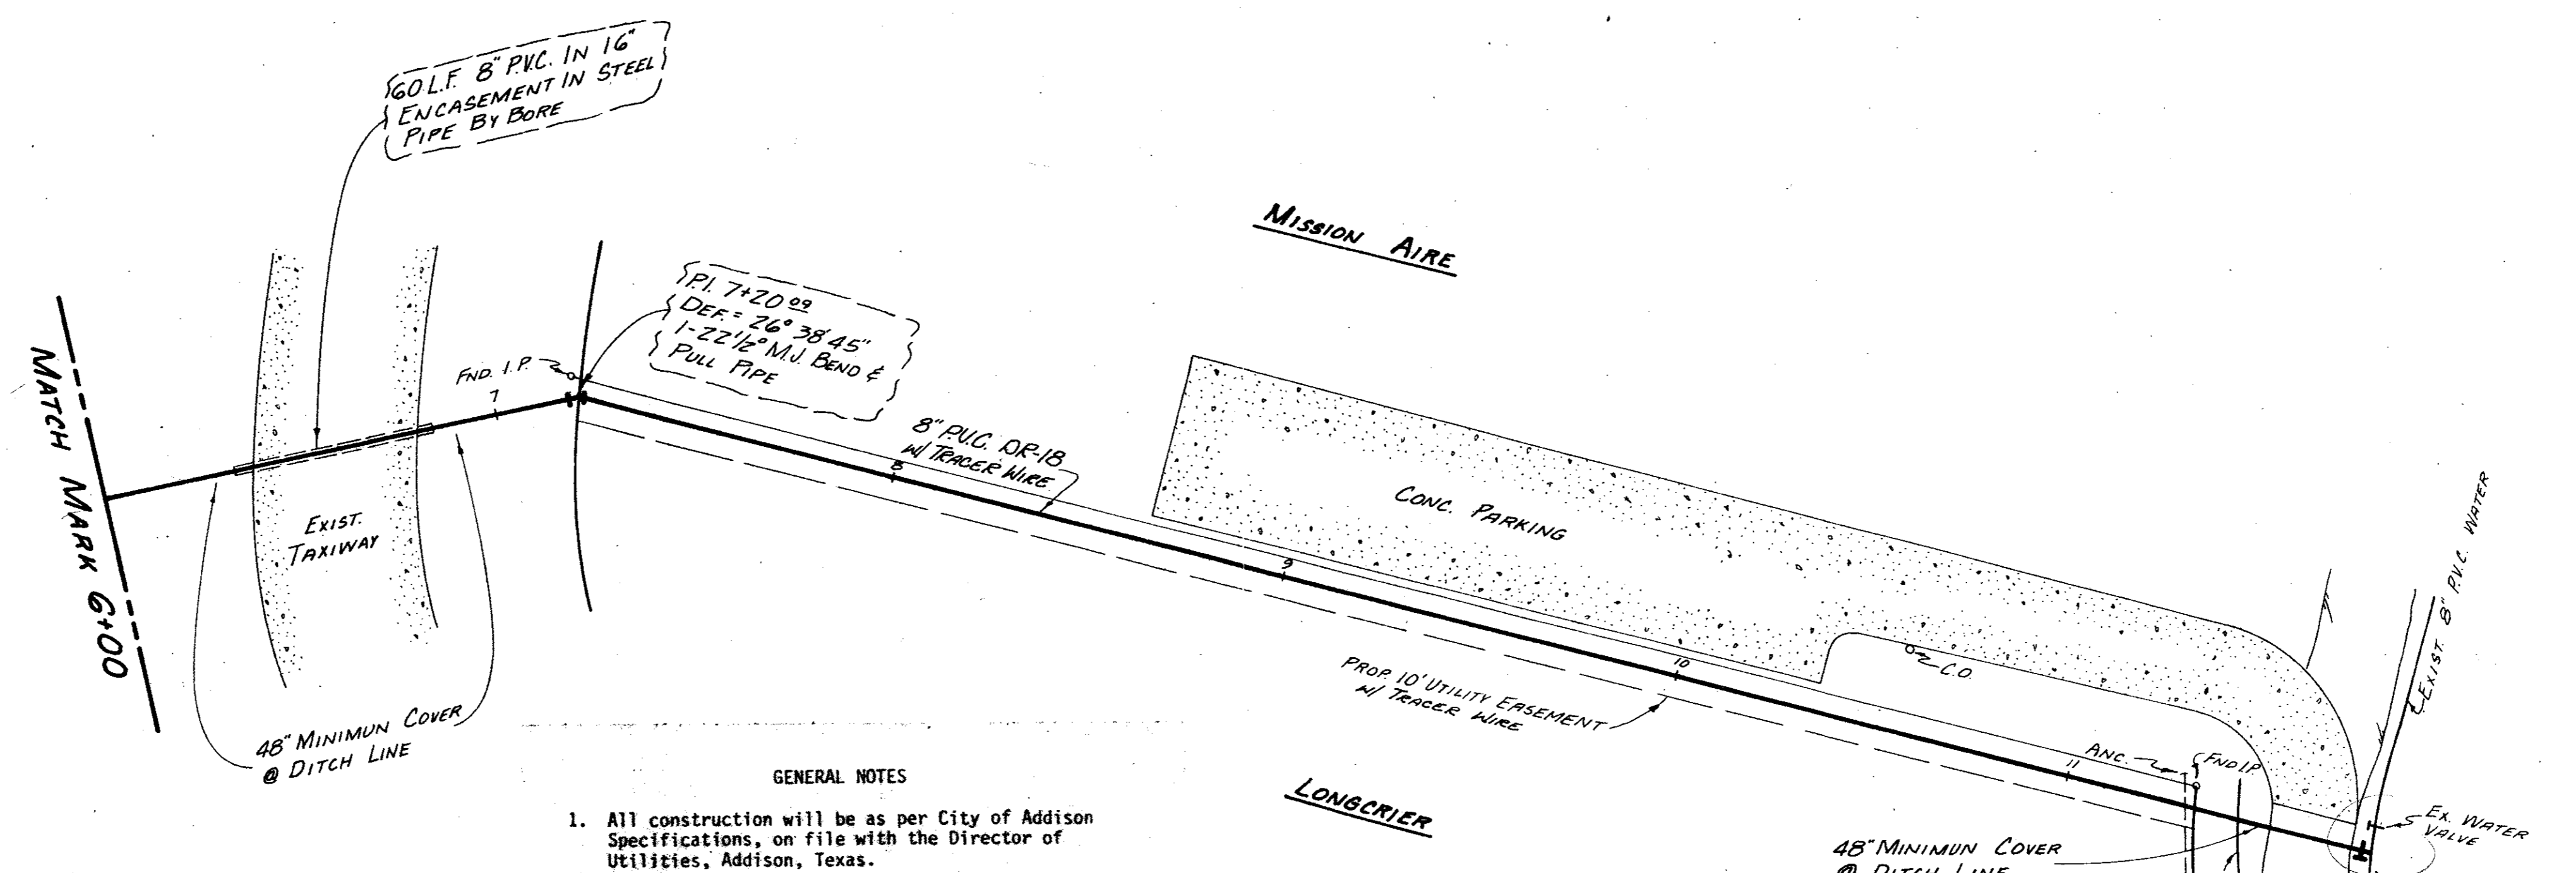 60 L.F. 8" P.V.C. IN 16"
ENCASEMENT IN STEEL
PIPE BY BORE
MISSION AIRE
P.I. 7+20 09
DEF. = 26° 38' 45"
1-22 1/2° M.J. BEND &
PULL PIPE
FND. I.P.
7
MATCH MARK 6+00
EXIST.
TAXIWAY
8" P.V.C. DR-18
W/ TRACER WIRE
8
9
CONC. PARKING
10
C.O.
PROP. 10' UTILITY EASEMENT
W/ TRACER WIRE
EXIST. 8" P.V.C. WATER
48" MINIMUN COVER
@ DITCH LINE
ANC.
FND I.P.
11
LONGCRIER
EX. WATER
VALVE
48" MINIMUN COVER
@ DITCH LINE
GENERAL NOTES
1. All construction will be as per City of Addison
Specifications, on file with the Director of
Utilities, Addison, Texas.